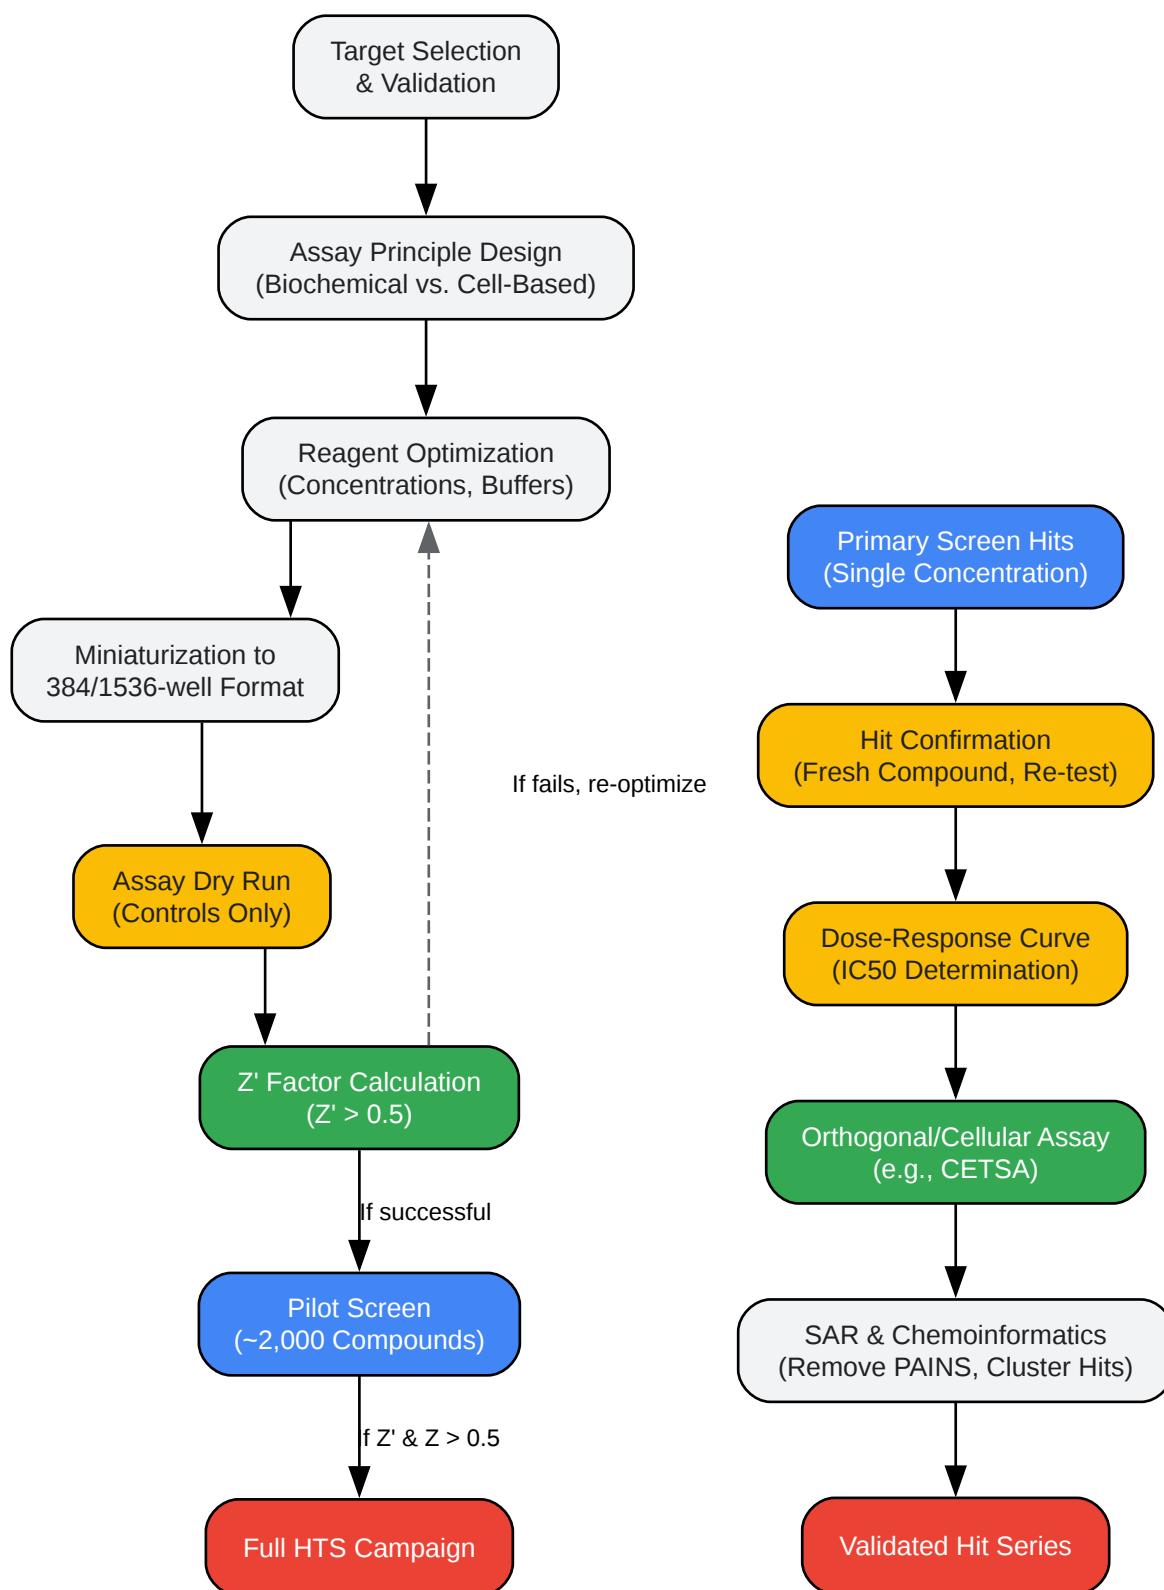 Target Selection
& Validation
Assay Principle Design
(Biochemical vs. Cell-Based)
Reagent Optimization
(Concentrations, Buffers)
Miniaturization to
384/1536-well Format
If fails, re-optimize
Assay Dry Run
(Controls Only)
Z' Factor Calculation
(Z' > 0.5)
If successful
Pilot Screen
(~2,000 Compounds)
If Z' & Z > 0.5
Full HTS Campaign
Primary Screen Hits
(Single Concentration)
Hit Confirmation
(Fresh Compound, Re-test)
Dose-Response Curve
(IC50 Determination)
Orthogonal/Cellular Assay
(e.g., CETSA)
SAR & Chemoinformatics
(Remove PAINS, Cluster Hits)
Validated Hit Series